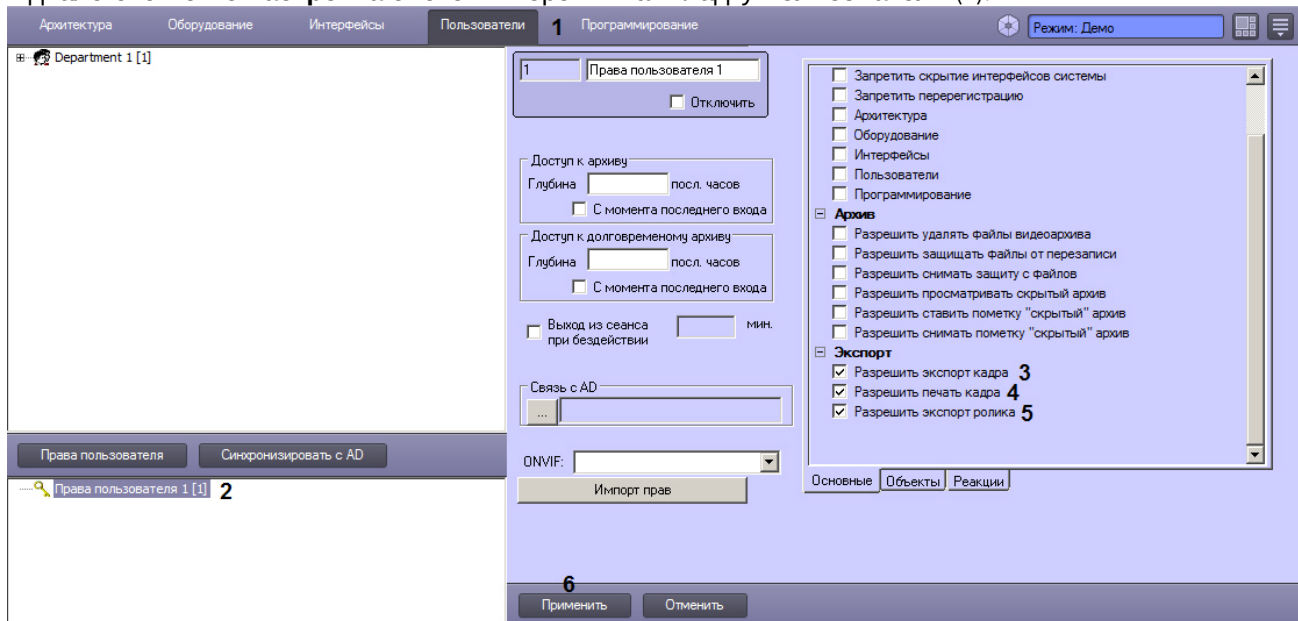 Архитектура Оборудование Интерфейсы Пользователи 1 Программирование Режим: Демо
Department 1 [1]
1 Права пользователя 1
Отключить
Доступ к архиву
Глубина посл. часов
С момента последнего входа
Доступ к долговременому архиву
Глубина посл. часов
С момента последнего входа
Выход из сеанса
при бездействии
мин.
Связь с AD
...
ONVIF:
Импорт прав
Запретить скрытие интерфейсов системы
Запретить перерегистрацию
Архитектура
Оборудование
Интерфейсы
Пользователи
Программирование
Архив
Разрешить удалять файлы видеоархива
Разрешить защищать файлы от перезаписи
Разрешить снимать защиту с файлов
Разрешить просматривать скрытый архив
Разрешить ставить пометку "скрытый" архив
Разрешить снимать пометку "скрытый" архив
Экспорт
Разрешить экспорт кадра 3
Разрешить печать кадра 4
Разрешить экспорт ролика 5
Основные Объекты Реакции
Права пользователя Синхронизировать с AD
Права пользователя 1 [1] 2
6
Применить Отменить